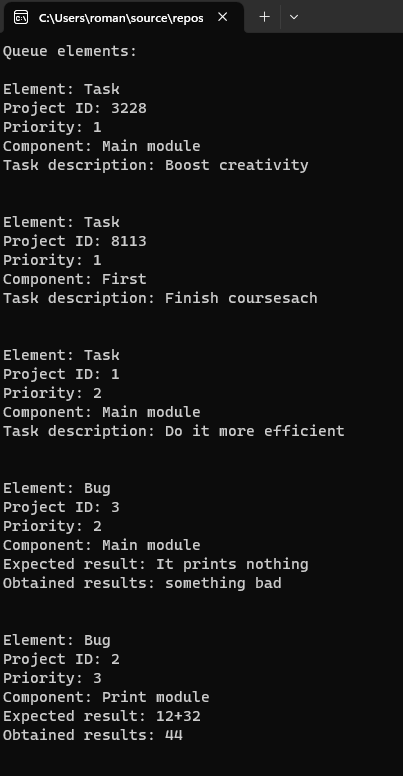 C:\Users\roman\source\repos
Queue elements:
Element: Task
Project ID: 3228
Priority: 1
Component: Main module
Task description: Boost creativity
Element: Task
Project ID: 8113
Priority: 1
Component: First
Task description: Finish coursesach
Element: Task
Project ID: 1
Priority: 2
Component: Main module
Task description: Do it more efficient
Element: Bug
Project ID: 3
Priority: 2
Component: Main module
Expected result: It prints nothing
Obtained results: something bad
Element: Bug
Project ID: 2
Priority: 3
Component: Print module
Expected result: 12+32
Obtained results: 44